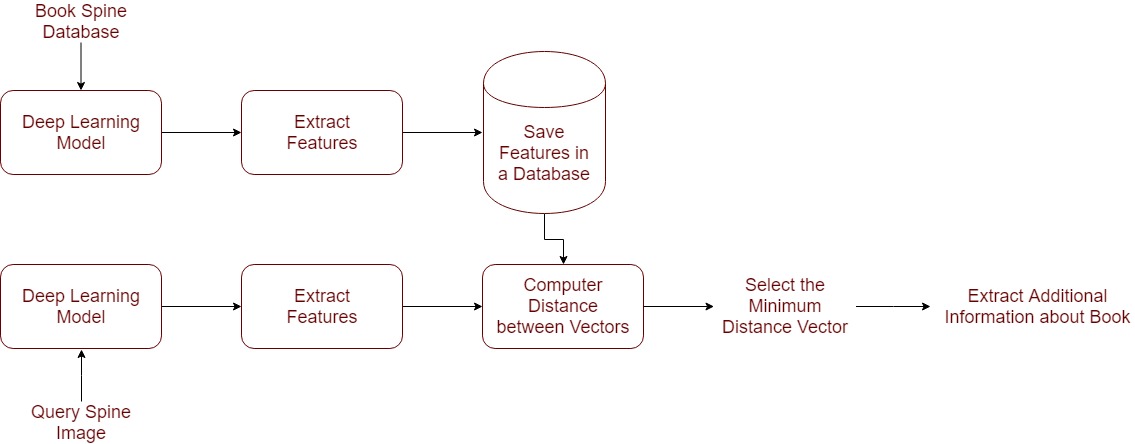 Book Spine
Database
Deep Learning
Model
Extract
Features
Save
Features in
a Database
Deep Learning
Model
Extract
Features
Computer
Distance
between Vectors
Select the
Minimum
Distance Vector
Extract Additional
Information about Book
Query Spine
Image